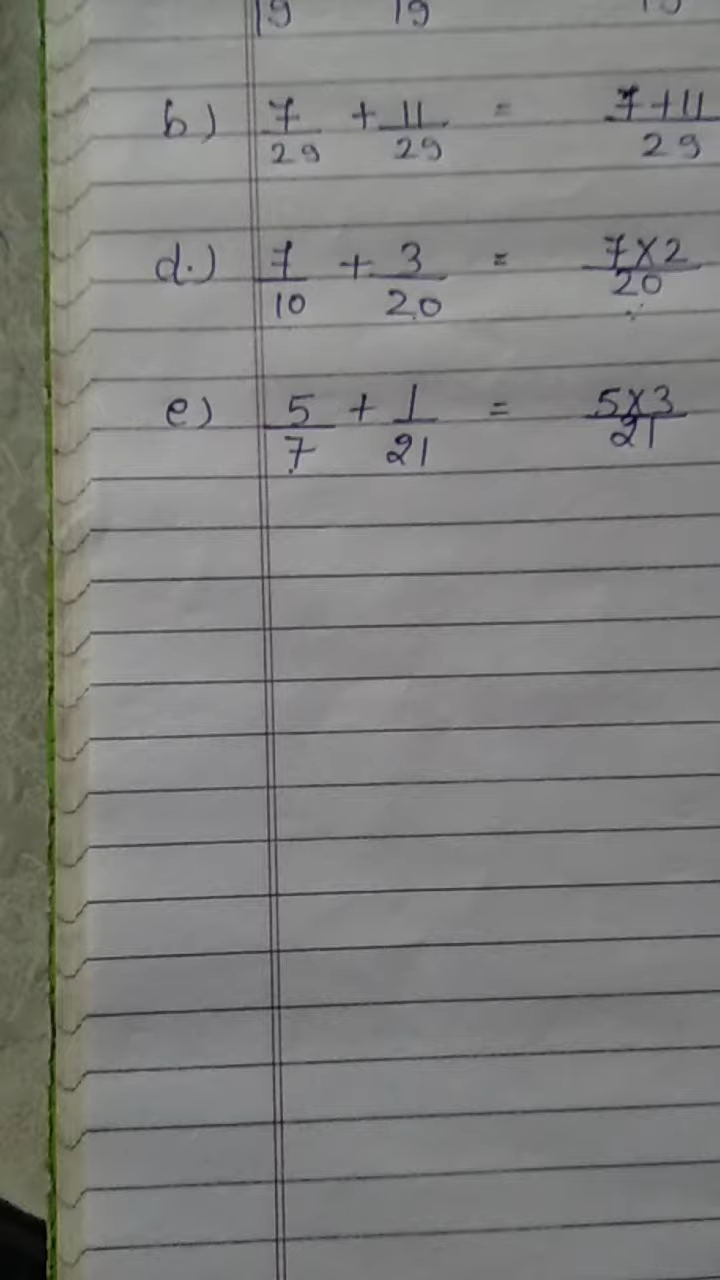 19 19 19
b) 7/29 + 11/29 = 7+11/29
d.) 7/10 + 3/20 = 7×2/20
e) 5/7 + 1/21 = 5×3/21